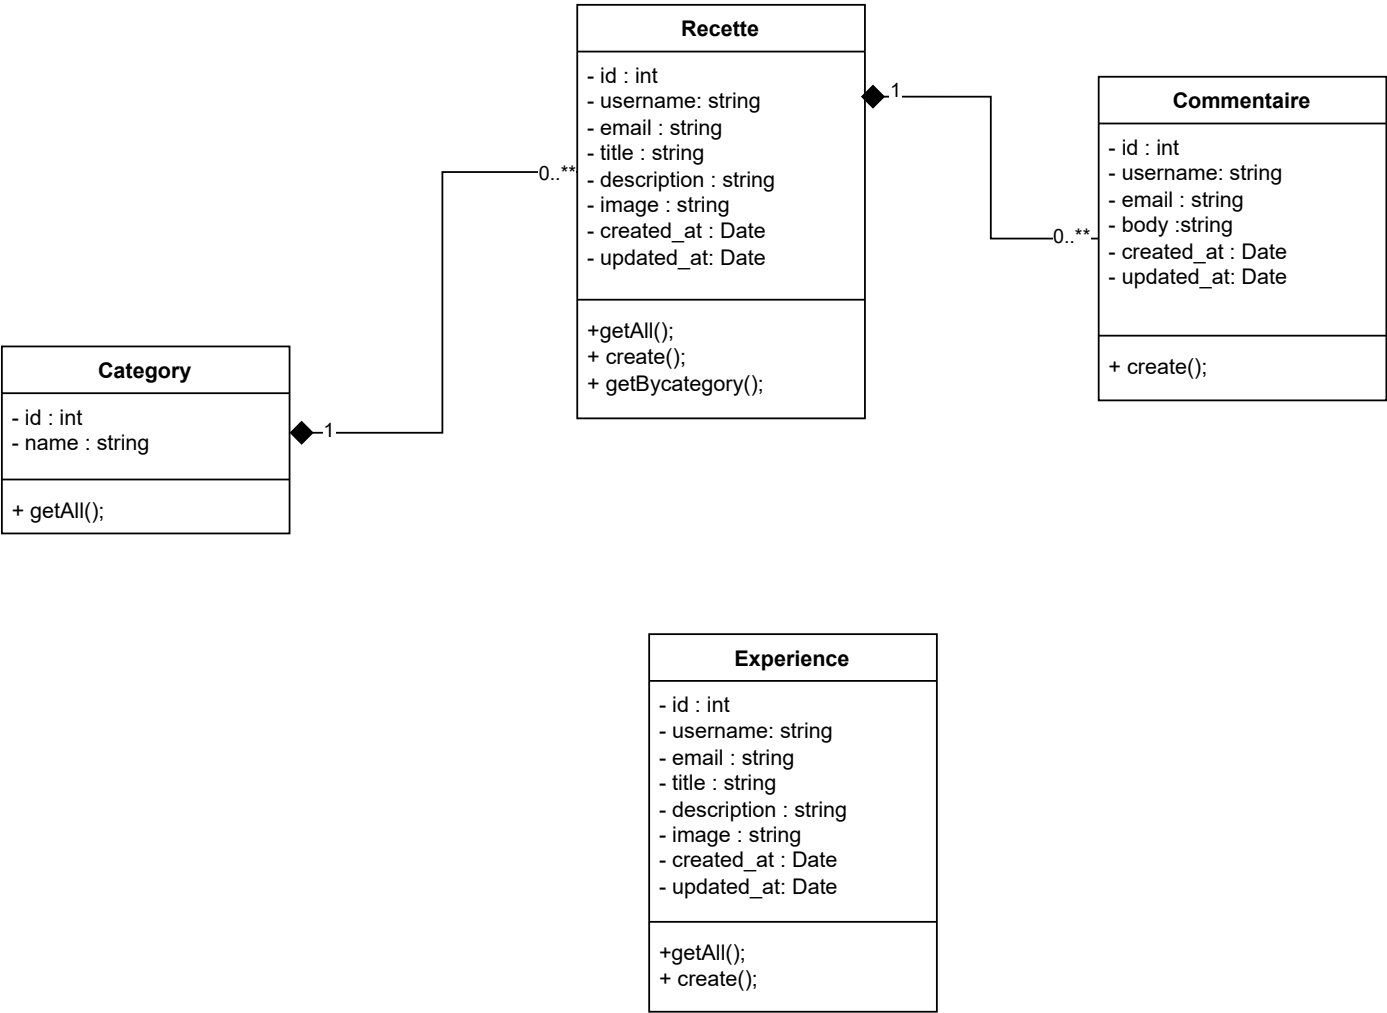 Recette
- id : int
- username: string
- email : string
- title : string
- description : string
- image : string
- created_at : Date
- updated_at: Date
+getAll();
+ create();
+ getBycategory();
1
0..**
Commentaire
- id : int
- username: string
- email : string
- body :string
- created_at : Date
- updated_at: Date
+ create();
Category
- id : int
- name : string
+ getAll();
1
0..**
Experience
- id : int
- username: string
- email : string
- title : string
- description : string
- image : string
- created_at : Date
- updated_at: Date
+getAll();
+ create();